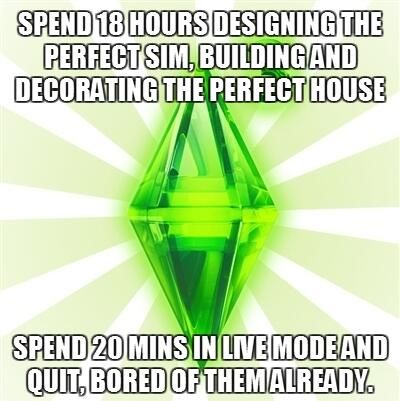 SPEND 18 HOURS DESIGNING THE
PERFECT SIM, BUILDING AND
DECORATING THE PERFECT HOUSE
SPEND 20 MINS IN LIVE MODE AND
QUIT, BORED OF THEM ALREADY.